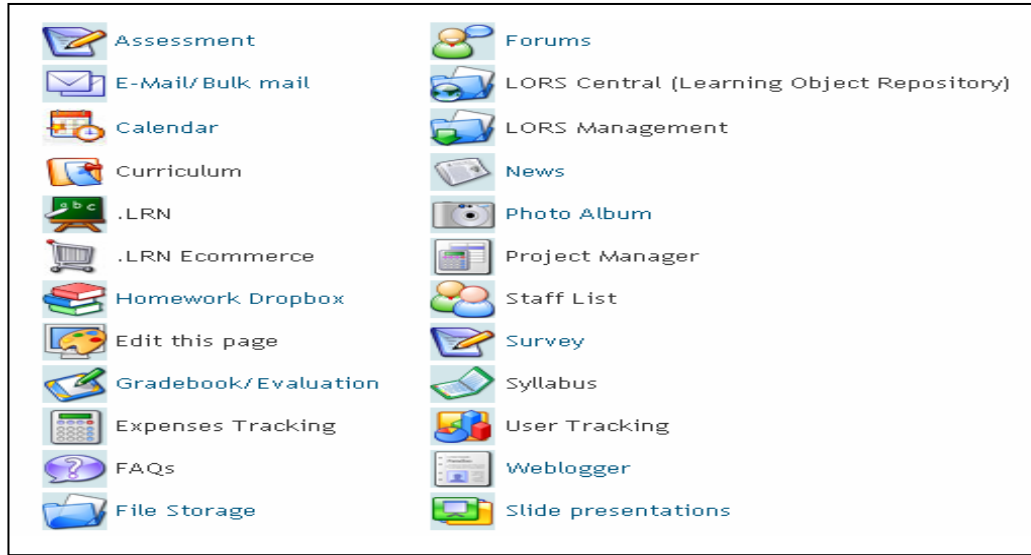 Assessment
E-Mail/Bulk mail
Calendar
Curriculum
.LRN
.LRN Ecommerce
Homework Dropbox
Edit this page
Gradebook/Evaluation
Expenses Tracking
FAQs
File Storage
Forums
LORS Central (Learning Object Repository)
LORS Management
News
Photo Album
Project Manager
Staff List
Survey
Syllabus
User Tracking
Weblogger
Slide presentations